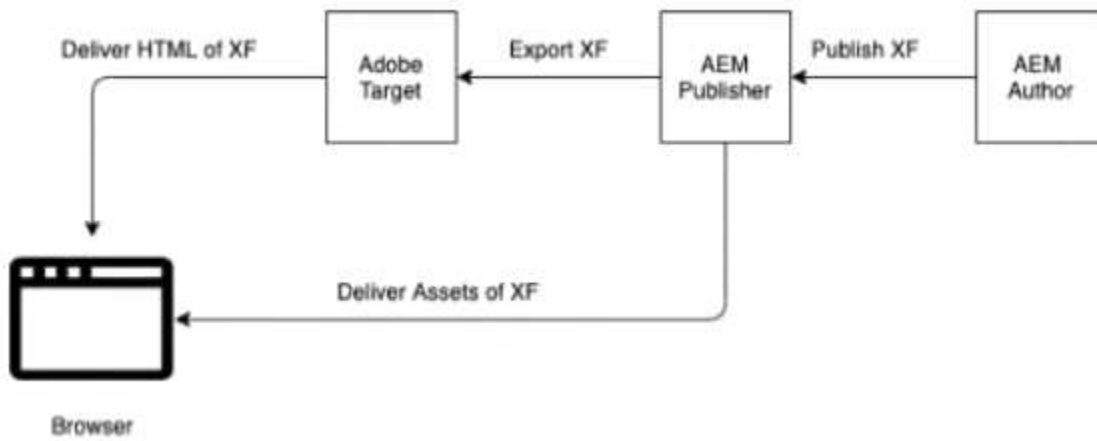 Deliver HTML of XF
Adobe
Target
Export XF
AEM
Publisher
Publish XF
AEM
Author
Deliver Assets of XF
Browser